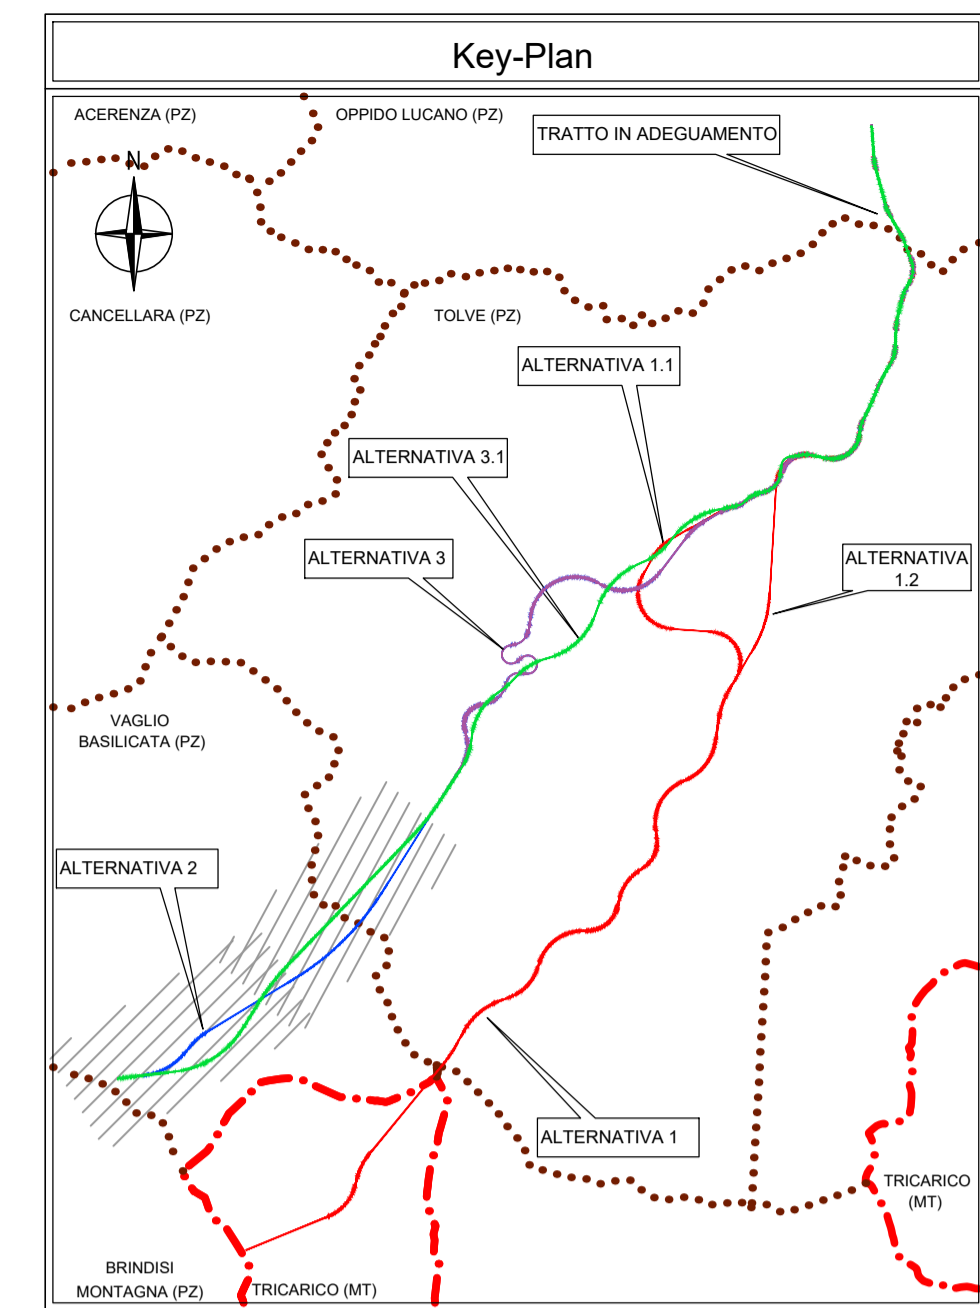 Key-Plan
ACERENZA (PZ)
OPPIDO LUCANO (PZ)
TRATTO IN ADEGUAMENTO
N
CANCELLARA (PZ)
TOLVE (PZ)
ALTERNATIVA 1.1
ALTERNATIVA 3.1
ALTERNATIVA 3
ALTERNATIVA
1.2
VAGLIO
BASILICATA (PZ)
ALTERNATIVA 2
ALTERNATIVA 1
TRICARICO
(MT)
BRINDISI
MONTAGNA (PZ)
TRICARICO (MT)